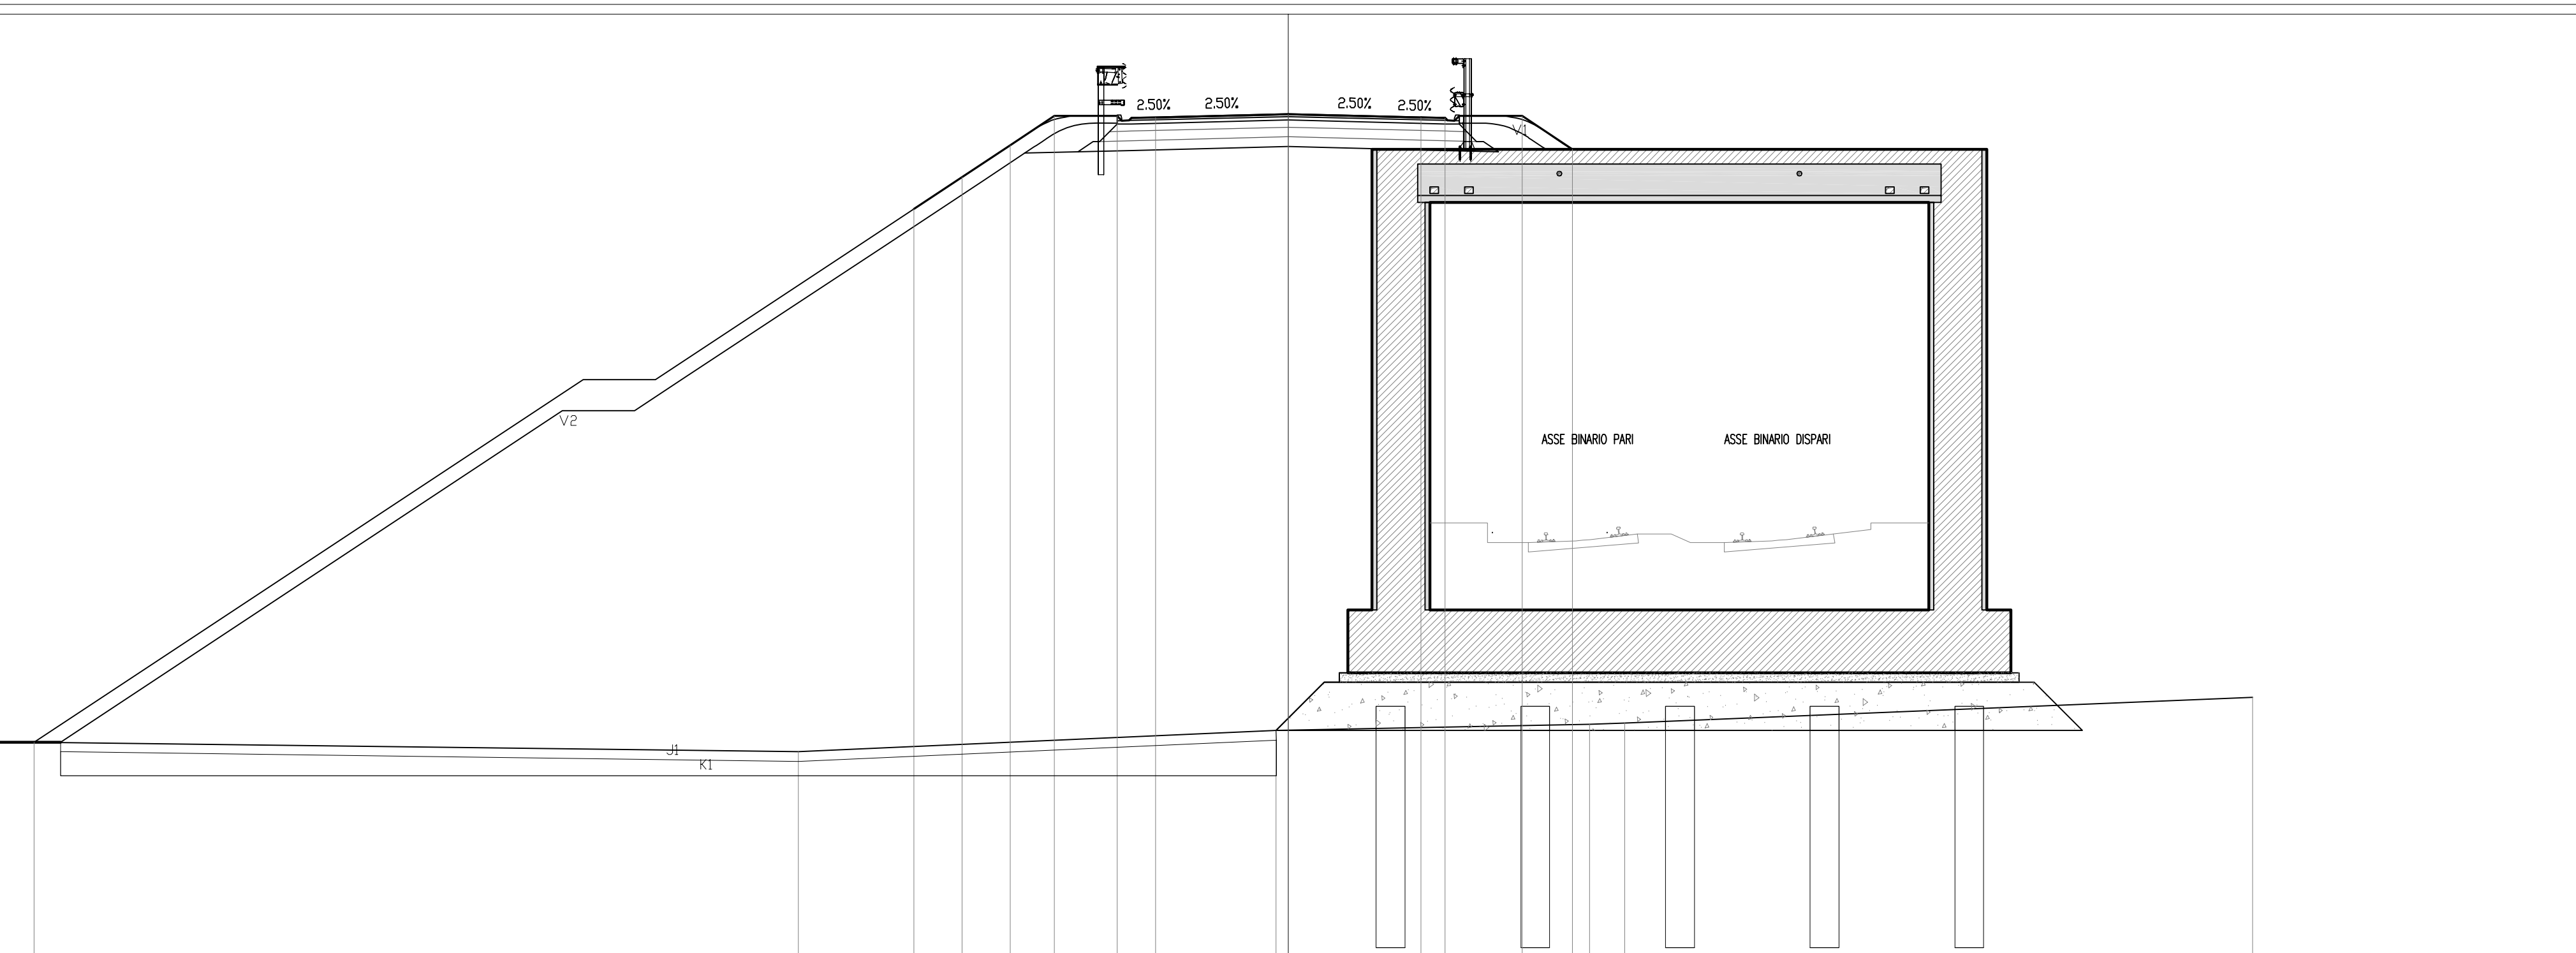 2.50% 2.50% 2.50% 2.50%
V1
V2
ASSE BINARIO PARI ASSE BINARIO DISPARI
J1
K1